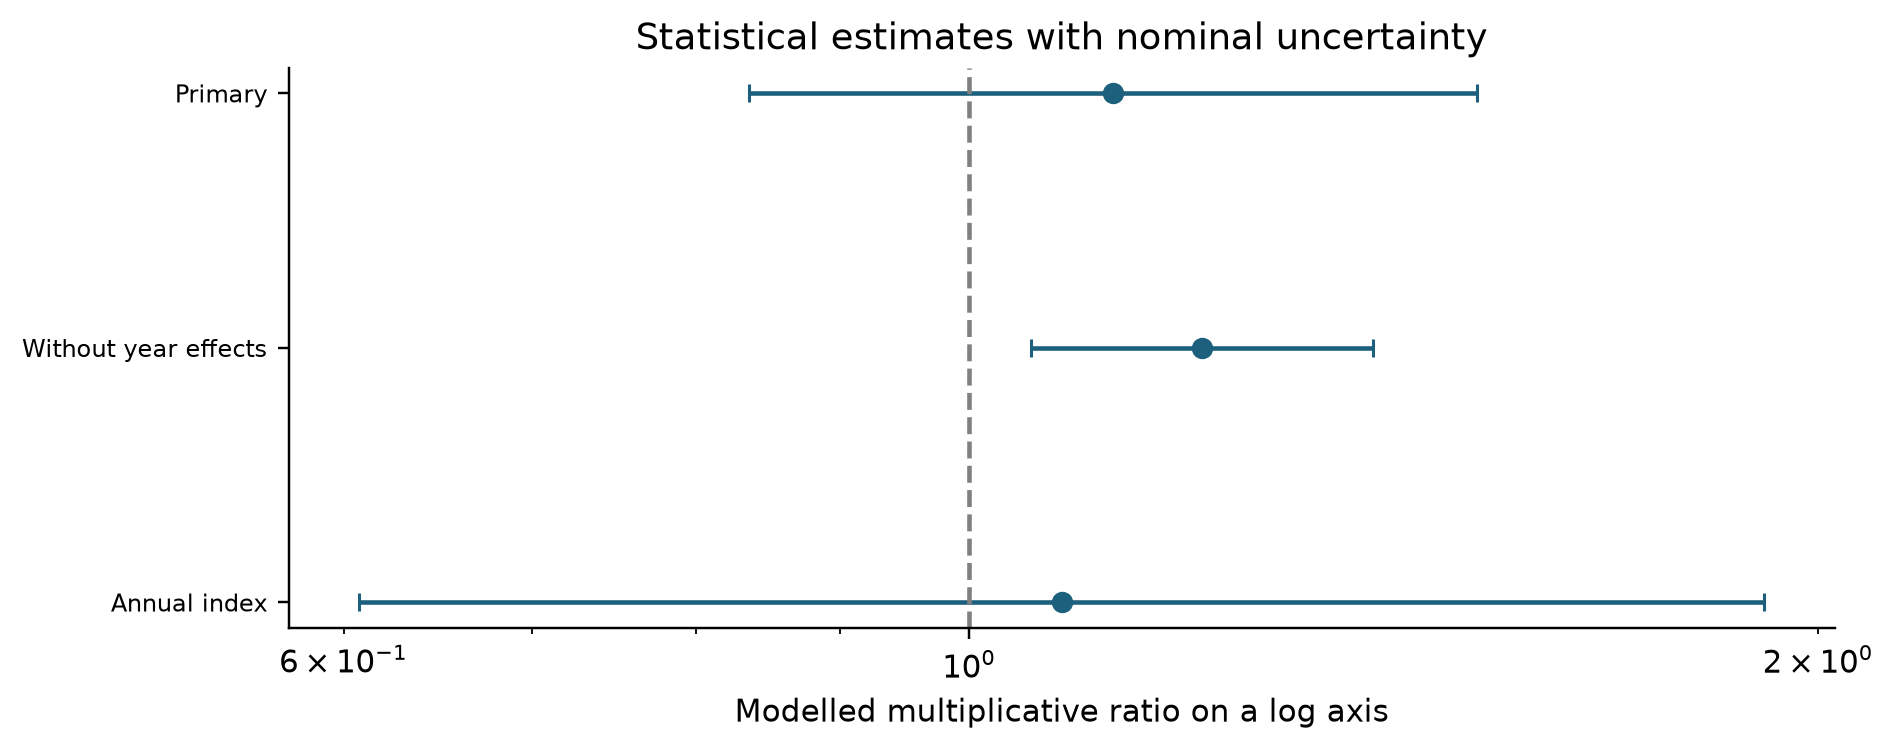 Statistical estimates with nominal uncertainty
Primary
Without year effects
Annual index
6 × 10⁻¹
10⁰
2 × 10⁰
Modelled multiplicative ratio on a log axis